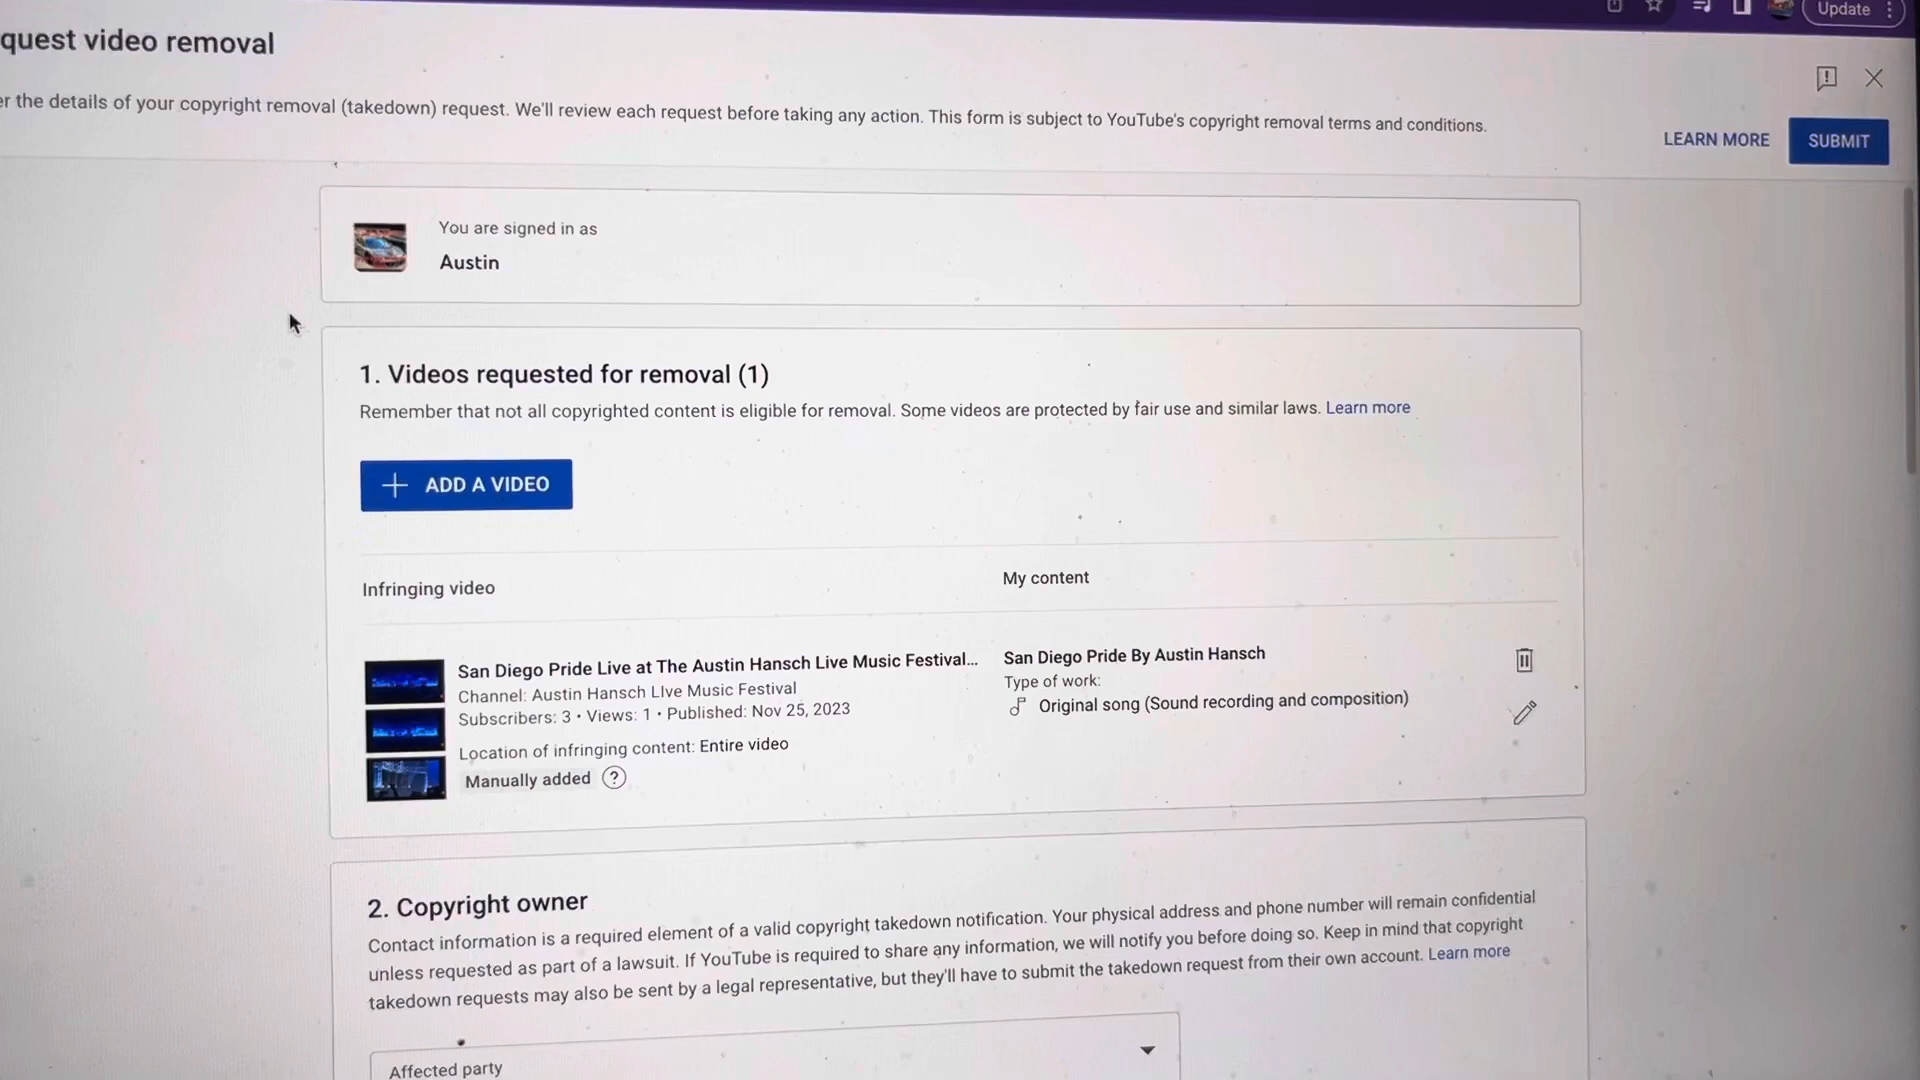 Update
quest video removal
er the details of your copyright removal (takedown) request. We'll review each request before taking any action. This form is subject to YouTube's copyright removal terms and conditions.
LEARN MORE
SUBMIT
You are signed in as
Austin
1. Videos requested for removal (1)
Remember that not all copyrighted content is eligible for removal. Some videos are protected by fair use and similar laws. Learn more
ADD A VIDEO
Infringing video
My content
San Diego Pride Live at The Austin Hansch Live Music Festival...
Channel: Austin Hansch LIve Music Festival
Subscribers: 3 • Views: 1 • Published: Nov 25, 2023
Location of infringing content: Entire video
Manually added
San Diego Pride By Austin Hansch
Type of work:
Original song (Sound recording and composition)
2. Copyright owner
Contact information is a required element of a valid copyright takedown notification. Your physical address and phone number will remain confidential
unless requested as part of a lawsuit. If YouTube is required to share any information, we will notify you before doing so. Keep in mind that copyright
takedown requests may also be sent by a legal representative, but they'll have to submit the takedown request from their own account. Learn more
Affected party